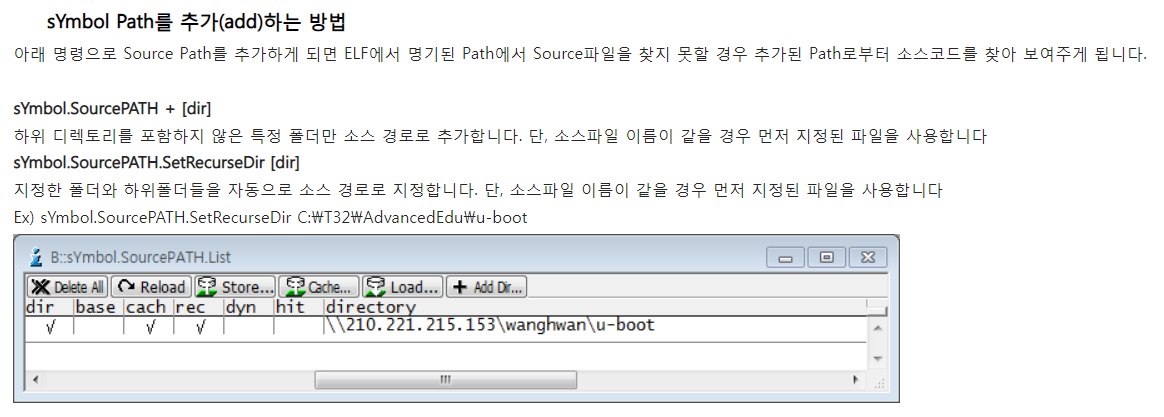 sYmbol Path를 추가(add)하는 방법
아래 명령으로 Source Path를 추가하게 되면 ELF에서 명기된 Path에서 Source파일을 찾지 못할 경우 추가된 Path로부터 소스코드를 찾아 보여주게 됩니다.
sYmbol.SourcePATH + [dir]
하위 디렉토리를 포함하지 않은 특정 폴더만 소스 경로로 추가합니다. 단, 소스파일 이름이 같을 경우 먼저 지정된 파일을 사용합니다
sYmbol.SourcePATH.SetRecurseDir [dir]
지정한 폴더와 하위폴더들을 자동으로 소스 경로로 지정합니다. 단, 소스파일 이름이 같을 경우 먼저 지정된 파일을 사용합니다
Ex) sYmbol.SourcePATH.SetRecurseDir C:₩T32₩AdvancedEdu₩u-boot
B::sYmbol.SourcePATH.List
Delete All Reload Store... Cache... Load... Add Dir...
dir base cach rec dyn hit directory
√ √ √ \\210.221.215.153\wanghwan\u-boot